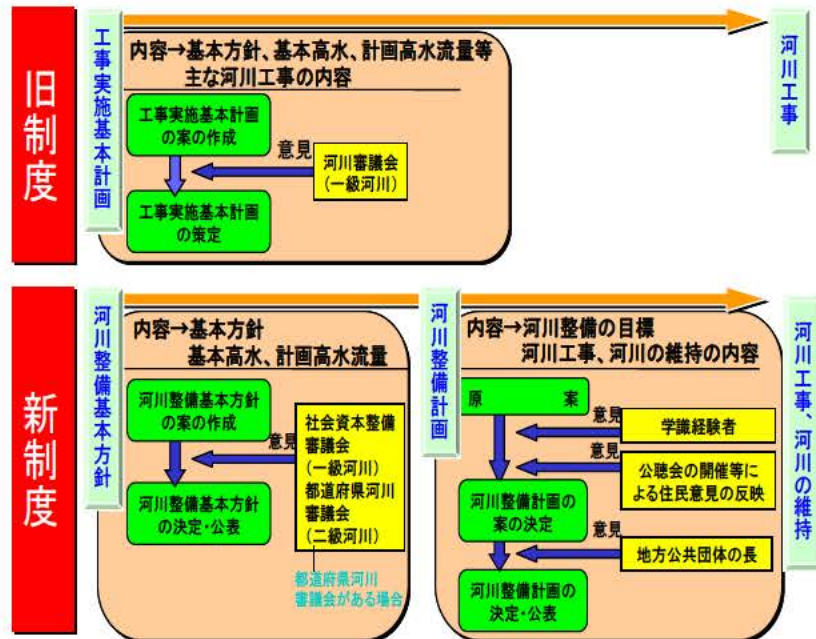 旧制度
工事実施基本計画
内容→基本方針、基本高水、計画高水流量等
主な河川工事の内容
工事実施基本計画
の案の作成
意見
河川審議会
(一級河川)
工事実施基本計画
の策定
河川工事
新制度
河川整備基本方針
内容→基本方針
基本高水、計画高水流量
河川整備基本方針
の案の作成
意見
社会資本整備
審議会
(一級河川)
都道府県河川
審議会
(二級河川)
河川整備基本方針
の決定・公表
都道府県河川
審議会がある場合
河川整備計画
内容→河川整備の目標
河川工事、河川の維持の内容
原 案
意見
学識経験者
意見
公聴会の開催等に
よる住民意見の反映
河川整備計画の
案の決定
意見
地方公共団体の長
河川整備計画の
決定・公表
河川工事、河川の維持